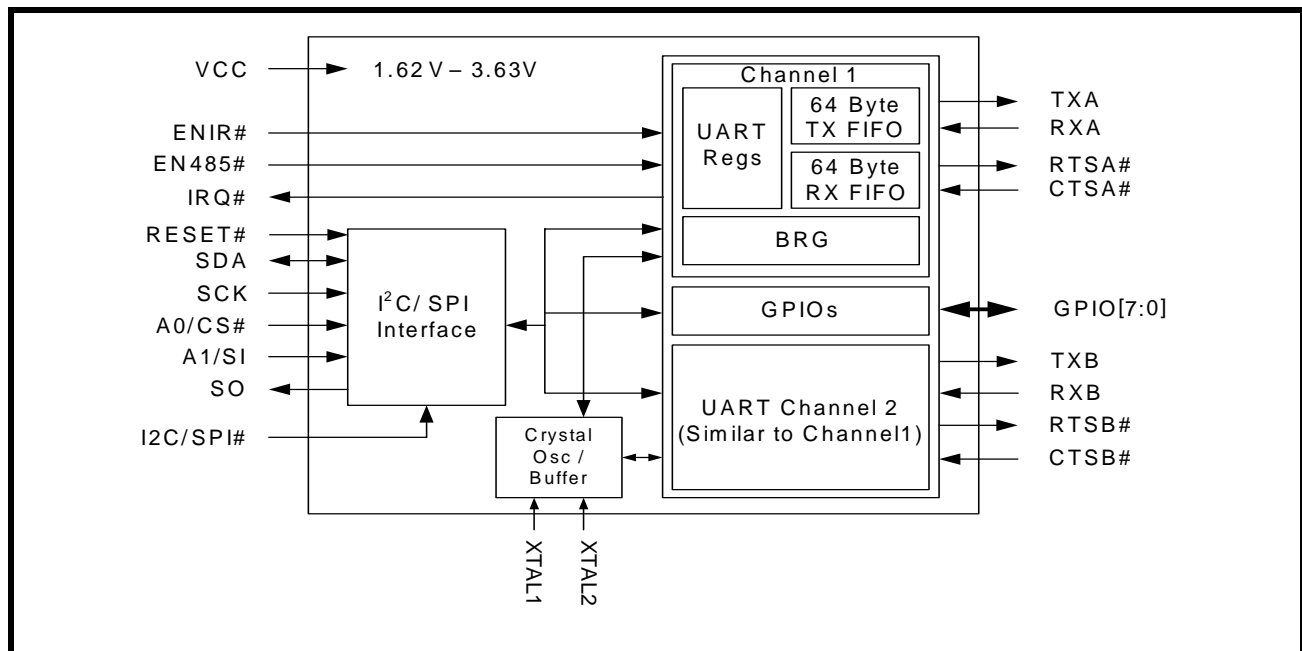 VCC
1.62 V – 3.63V
ENIR#
EN485#
IRQ#
RESET#
SDA
SCK
A0/CS#
A1/SI
SO
I2C/SPI#
I²C/ SPI
Interface
Crystal
Osc /
Buffer
XTAL1
XTAL2
Channel 1
UART
Regs
64 Byte
TX FIFO
64 Byte
RX FIFO
BRG
GPIOs
UART Channel 2
(Similar to Channel1)
TXA
RXA
RTSA#
CTSA#
GPIO[7:0]
TXB
RXB
RTSB#
CTSB#